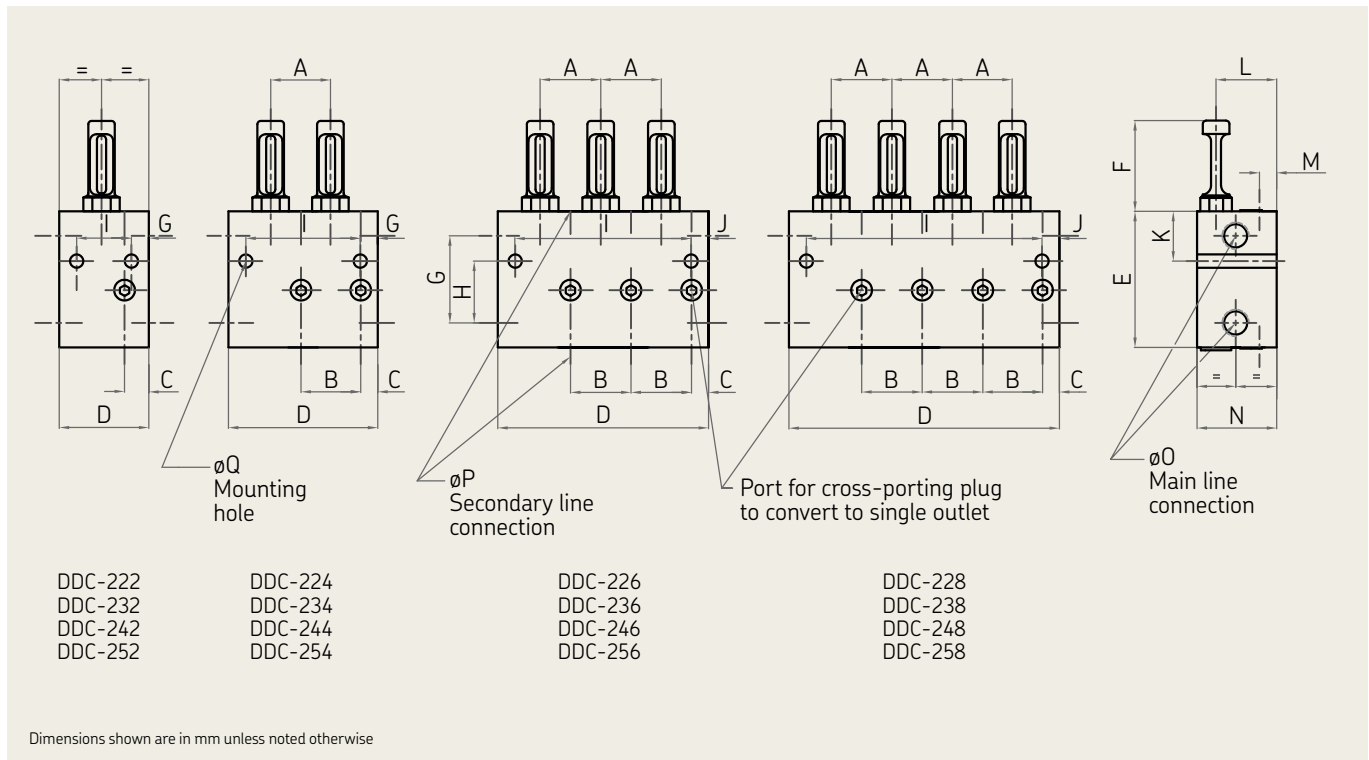 = = A A A A A A L
F M
I G I G I J I J K
G H E
C B C B B C B B B C = =
D D D D N
øQ
Mounting
hole
øP
Secondary line
connection
Port for cross-porting plug
to convert to single outlet
øO
Main line
connection
DDC-222 DDC-224 DDC-226 DDC-228
DDC-232 DDC-234 DDC-236 DDC-238
DDC-242 DDC-244 DDC-246 DDC-248
DDC-252 DDC-254 DDC-256 DDC-258
Dimensions shown are in mm unless noted otherwise